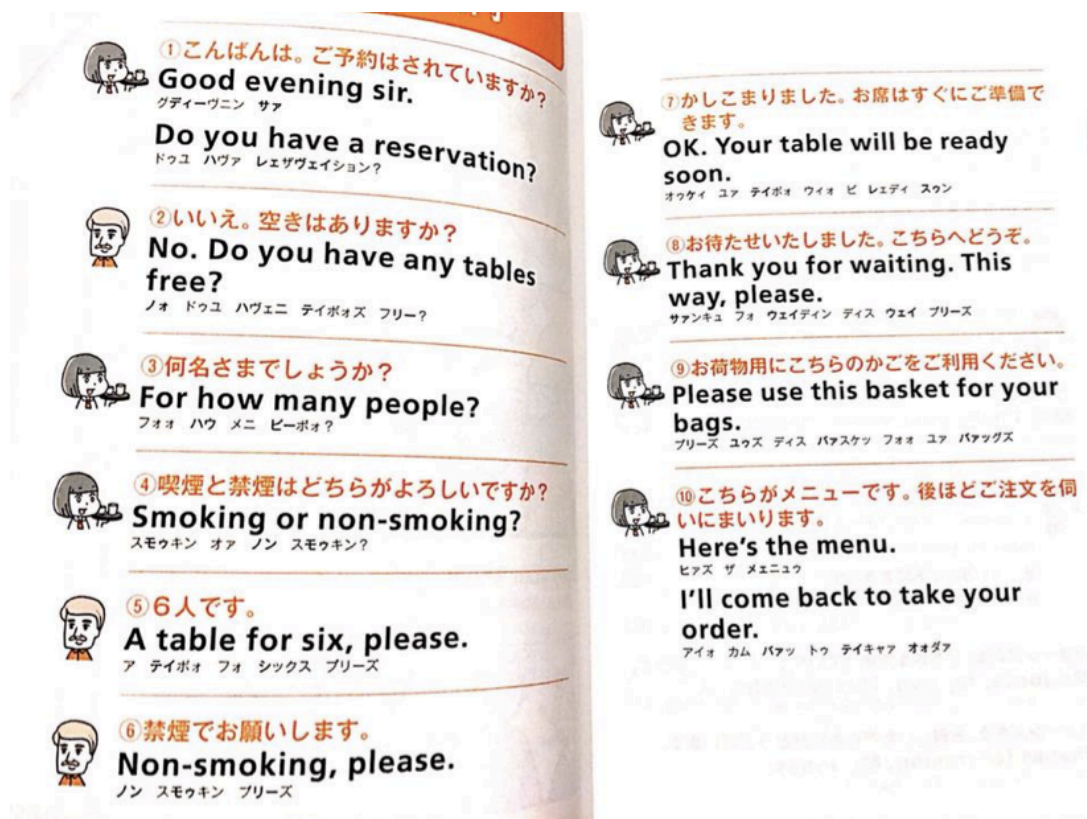 ①こんばんは。ご予約はされていますか?
Good evening sir.
グディーヴニン サァ
Do you have a reservation?
ドゥユ ハヴァ レェザヴェイション?
②いいえ。空きはありますか?
No. Do you have any tables
free?
ノォ ドゥユ ハヴェニ テイボォズ フリー?
③何名さまでしょうか?
For how many people?
フォォ ハウ メニ ピーポォ?
④喫煙と禁煙はどちらがよろしいですか?
Smoking or non-smoking?
スモゥキン オァ ノン スモゥキン?
⑤6人です。
A table for six, please.
ア テイボォ フォ シックス プリーズ
⑥禁煙でお願いします。
Non-smoking, please.
ノン スモゥキン プリーズ
⑦かしこまりました。お席はすぐにご準備で
きます。
OK. Your table will be ready
soon.
オゥケィ ユァ テイボォ ウィォ ビ レェディ スゥン
⑧お待たせいたしました。こちらへどうぞ。
Thank you for waiting. This
way, please.
サァンキュ フォ ウェイディン ディス ウェイ プリーズ
⑨お荷物用にこちらのかごをご利用ください。
Please use this basket for your
bags.
プリーズ ユゥズ ディス バァスケッ フォォ ユァ バァッグズ
⑩こちらがメニューです。後ほどご注文を伺
いにまいります。
Here's the menu.
ヒァズ ザ メェニュゥ
I'll come back to take your
order.
アイォ カム バァッ トゥ テイキャァ オォダァ